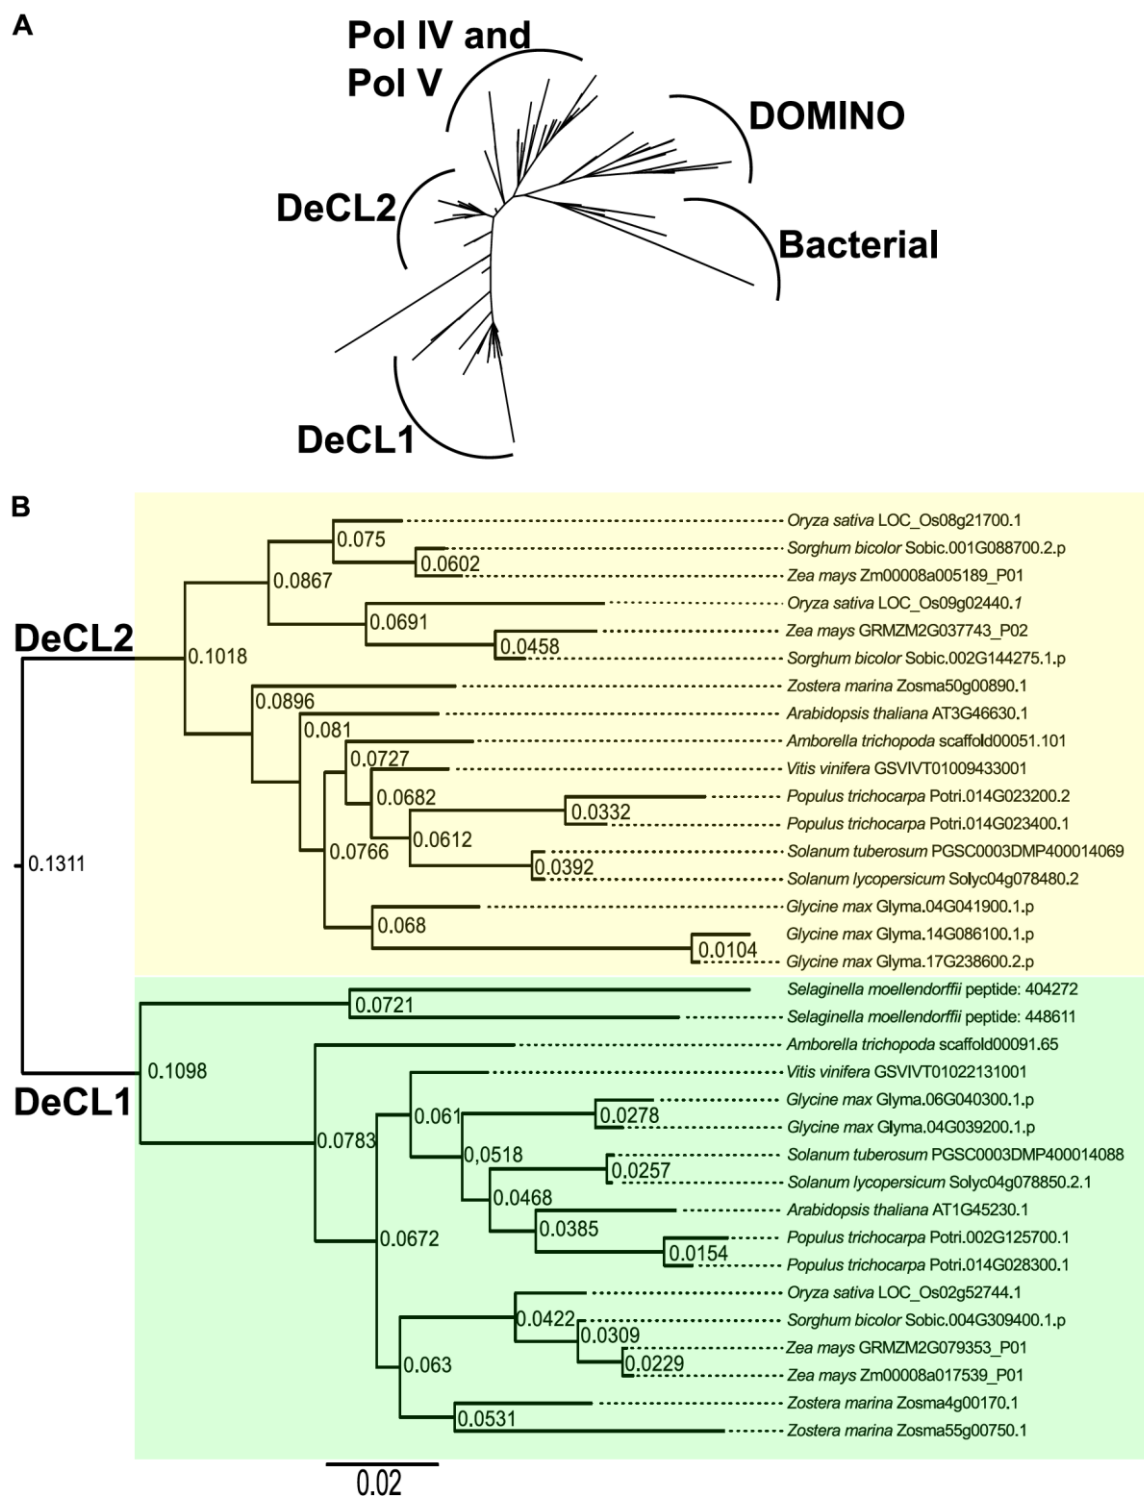 A
Pol IV and
Pol V
DOMINO
DeCL2
Bacterial
DeCL1
B
Oryza sativa LOC_Os08g21700.1
0.075
Sorghum bicolor Sobic.001G088700.2.p
0.0602
Zea mays Zm00008a005189_P01
0.0867
Oryza sativa LOC_Os09g02440.1
0.0691
Zea mays GRMZM2G037743_P02
DeCL2
0.0458
0.1018
Sorghum bicolor Sobic.002G144275.1.p
Zostera marina Zosma50g00890.1
0.0896
Arabidopsis thaliana AT3G46630.1
0.081
Amborella trichopoda scaffold00051.101
0.0727
Vitis vinifera GSVIVT01009433001
Populus trichocarpa Potri.014G023200.2
0.0682
0.0332
Populus trichocarpa Potri.014G023400.1
0.0612
0.0766
Solanum tuberosum PGSC0003DMP400014069
0.1311
0.0392
Solanum lycopersicum Solyc04g078480.2
Glycine max Glyma.04G041900.1.p
0.068
Glycine max Glyma.14G086100.1.p
0.0104
Glycine max Glyma.17G238600.2.p
Selaginella moellendorffii peptide: 404272
0.0721
Selaginella moellendorffii peptide: 448611
Amborella trichopoda scaffold00091.65
0.1098
DeCL1
Vitis vinifera GSVIVT01022131001
Glycine max Glyma.06G040300.1.p
0.061
0.0278
Glycine max Glyma.04G039200.1.p
0.0783
0,0518
Solanum tuberosum PGSC0003DMP400014088
0.0257
Solanum lycopersicum Solyc04g078850.2.1
0.0468
Arabidopsis thaliana AT1G45230.1
0.0385
0.0672
Populus trichocarpa Potri.002G125700.1
0.0154
Populus trichocarpa Potri.014G028300.1
Oryza sativa LOC_Os02g52744.1
0.0422
Sorghum bicolor Sobic.004G309400.1.p
0.0309
Zea mays GRMZM2G079353_P01
0.063
0.0229
Zea mays Zm00008a017539_P01
Zostera marina Zosma4g00170.1
0.0531
Zostera marina Zosma55g00750.1
0.02